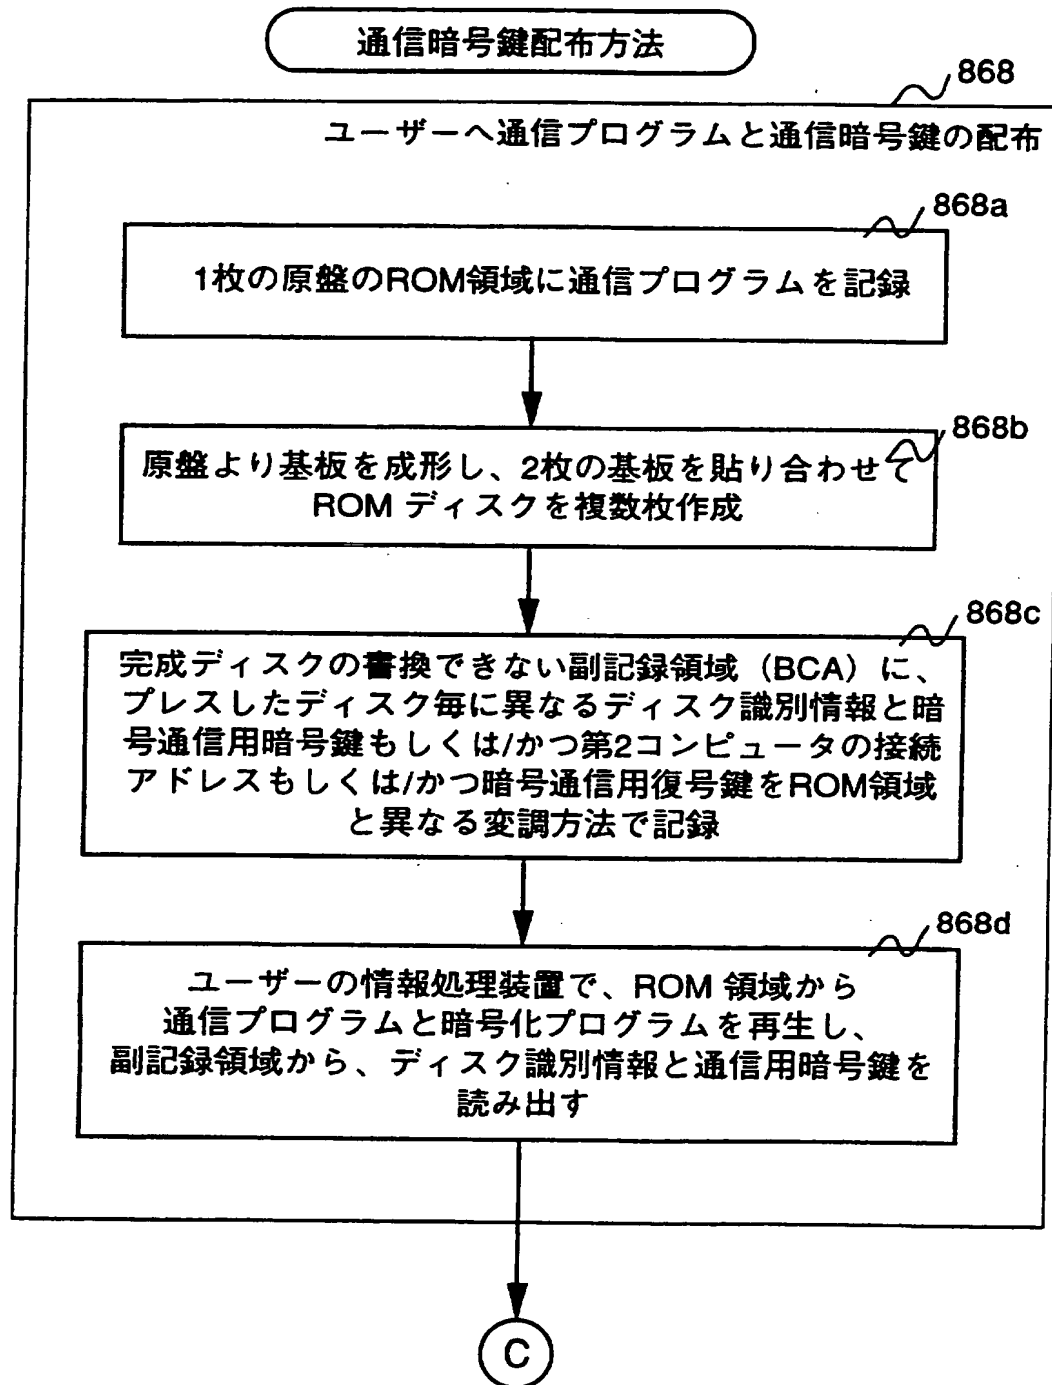 通信暗号鍵配布方法
868
ユーザーへ通信プログラムと通信暗号鍵の配布
868a
1枚の原盤のROM領域に通信プログラムを記録
868b
原盤より基板を成形し、2枚の基板を貼り合わせて
ROM ディスクを複数枚作成
868c
完成ディスクの書換できない副記録領域（BCA）に、
プレスしたディスク毎に異なるディスク識別情報と暗
号通信用暗号鍵もしくは/かつ第2コンピュータの接続
アドレスもしくは/かつ暗号通信用復号鍵をROM領域
と異なる変調方法で記録
868d
ユーザーの情報処理装置で、ROM 領域から
通信プログラムと暗号化プログラムを再生し、
副記録領域から、ディスク識別情報と通信用暗号鍵を
読み出す
C